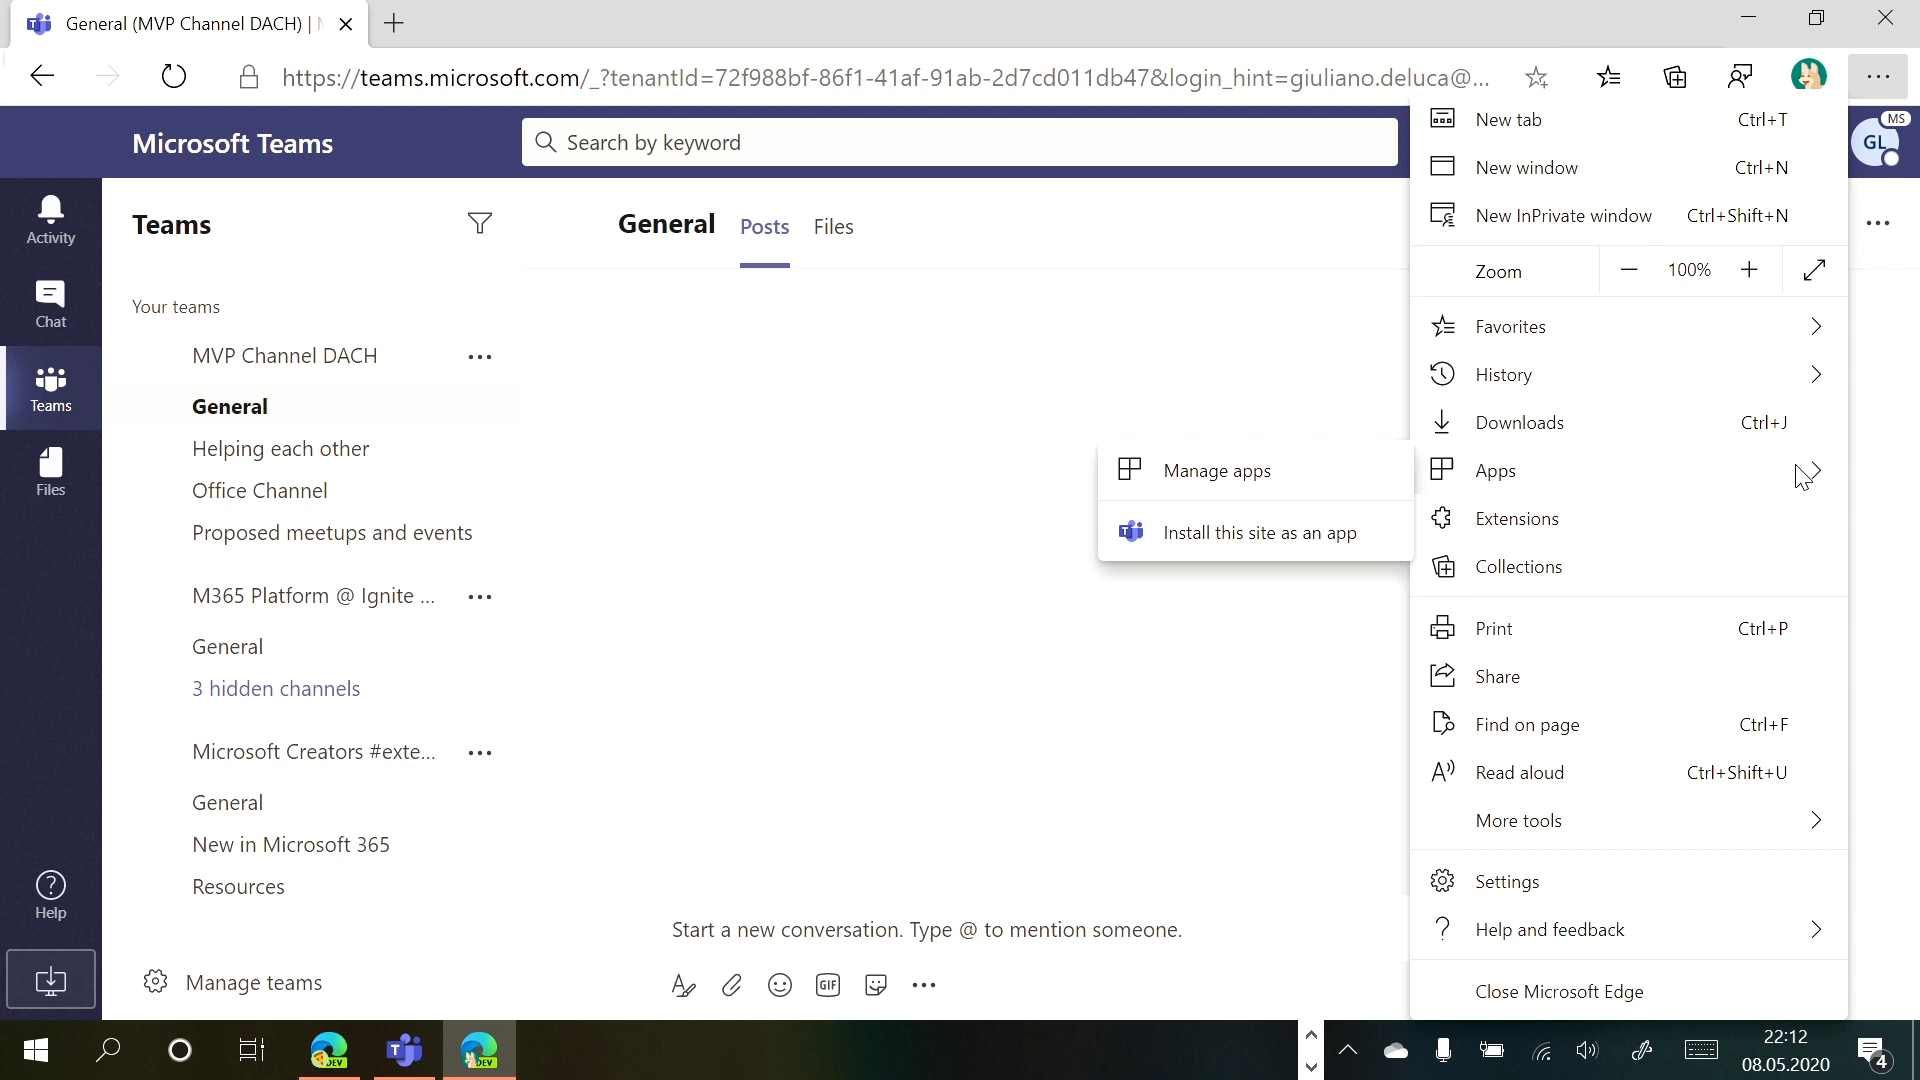 General (MVP Channel DACH) |
https://teams.microsoft.com/_?tenantId=72f988bf-86f1-41af-91ab-2d7cd011db47&login_hint=giuliano.deluca@...
Microsoft Teams
Search by keyword
MS
GL
Activity
Chat
Teams
Files
Help
Teams
Your teams
MVP Channel DACH
General
Helping each other
Office Channel
Proposed meetups and events
M365 Platform @ Ignite ...
General
3 hidden channels
Microsoft Creators #exte...
General
New in Microsoft 365
Resources
Manage teams
General Posts Files
Start a new conversation. Type @ to mention someone.
GIF
Manage apps
Install this site as an app
New tab Ctrl+T
New window Ctrl+N
New InPrivate window Ctrl+Shift+N
Zoom 100%
Favorites
History
Downloads Ctrl+J
Apps
Extensions
Collections
Print Ctrl+P
Share
Find on page Ctrl+F
Read aloud Ctrl+Shift+U
More tools
Settings
Help and feedback
Close Microsoft Edge
DEV
DEV
22:12
08.05.2020
4